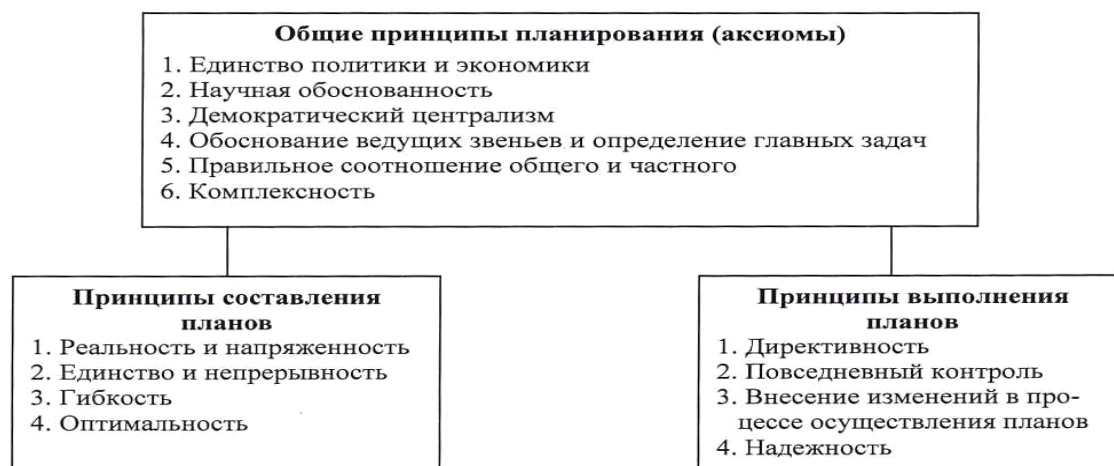 Общие принципы планирования (аксиомы)
1. Единство политики и экономики
2. Научная обоснованность
3. Демократический централизм
4. Обоснование ведущих звеньев и определение главных задач
5. Правильное соотношение общего и частного
6. Комплексность
Принципы составления
планов
1. Реальность и напряженность
2. Единство и непрерывность
3. Гибкость
4. Оптимальность
Принципы выполнения
планов
1. Директивность
2. Повседневный контроль
3. Внесение изменений в про-
цессе осуществления планов
4. Надежность